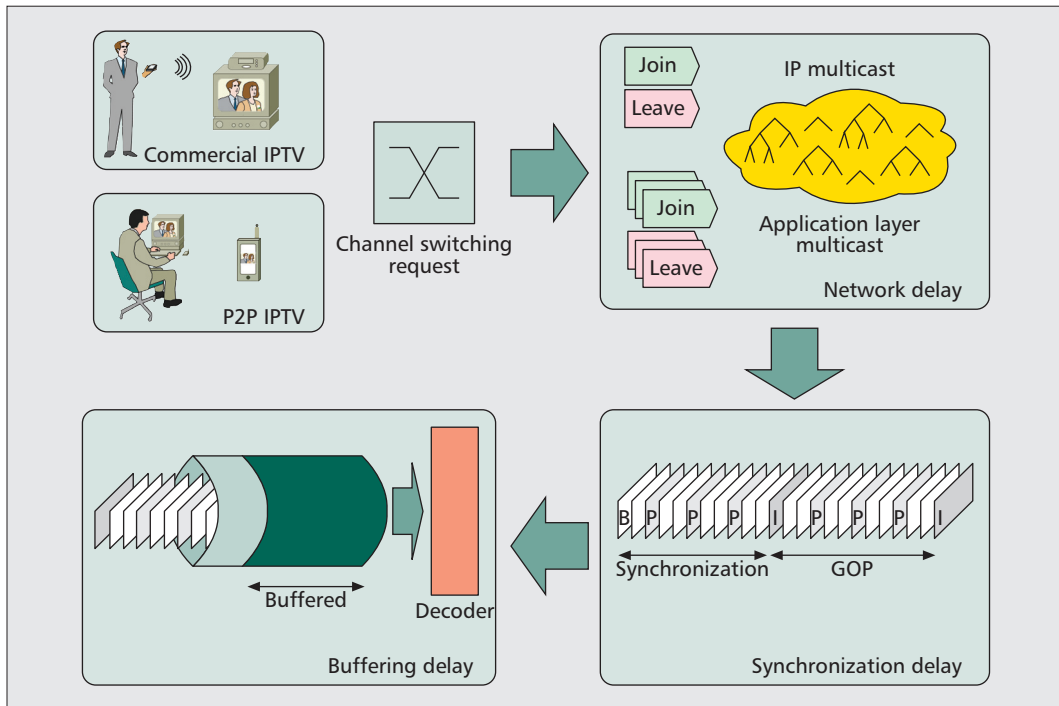 Commercial IPTV
P2P IPTV
Channel switching
request
Join
Leave
IP multicast
Join
Leave
Application layer
multicast
Network delay
B P P P I P P P I
Synchronization
GOP
Synchronization delay
Buffered
Decoder
Buffering delay